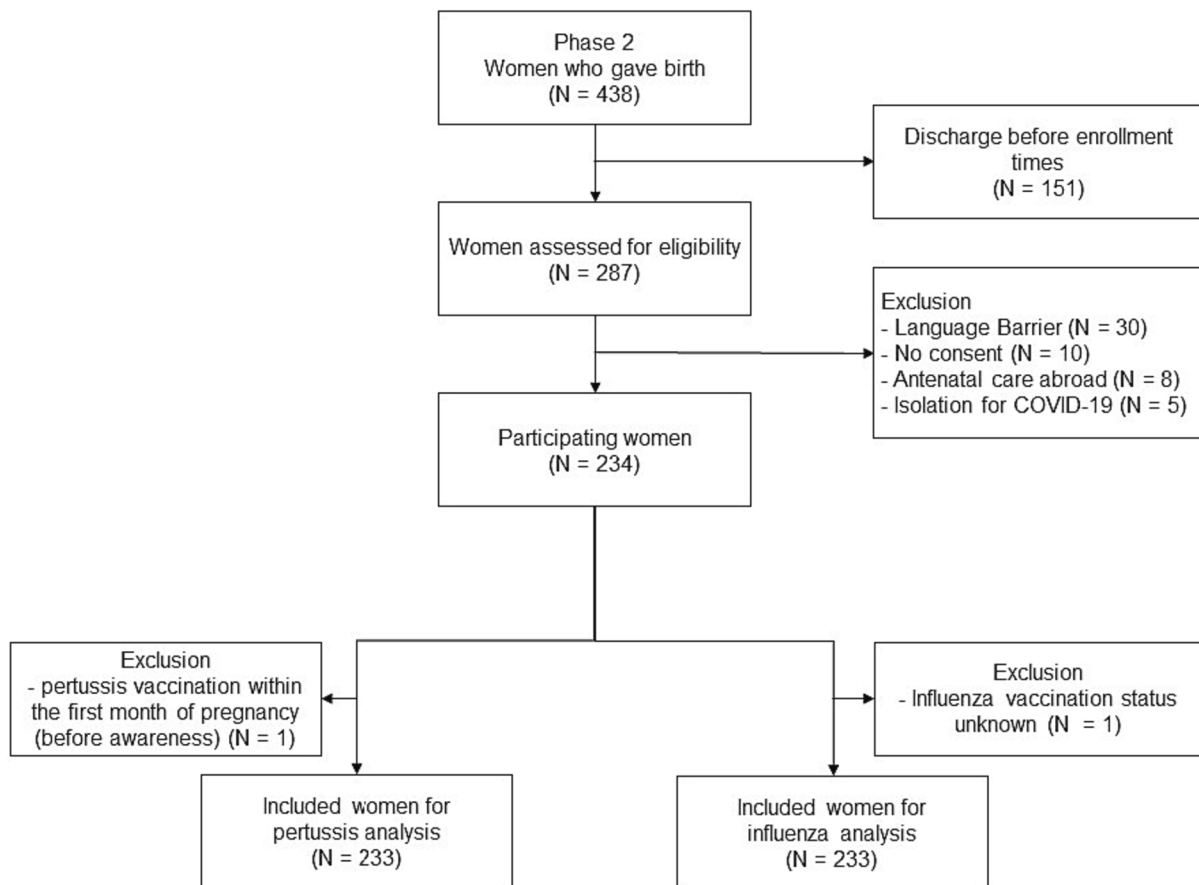 Phase 2
Women who gave birth
(N = 438)
Discharge before enrollment
times
(N = 151)
Women assessed for eligibility
(N = 287)
Exclusion
- Language Barrier (N = 30)
- No consent (N = 10)
- Antenatal care abroad (N = 8)
- Isolation for COVID-19 (N = 5)
Participating women
(N = 234)
Exclusion
- pertussis vaccination within
the first month of pregnancy
(before awareness) (N = 1)
Exclusion
- Influenza vaccination status
unknown (N = 1)
Included women for
pertussis analysis
(N = 233)
Included women for
influenza analysis
(N = 233)